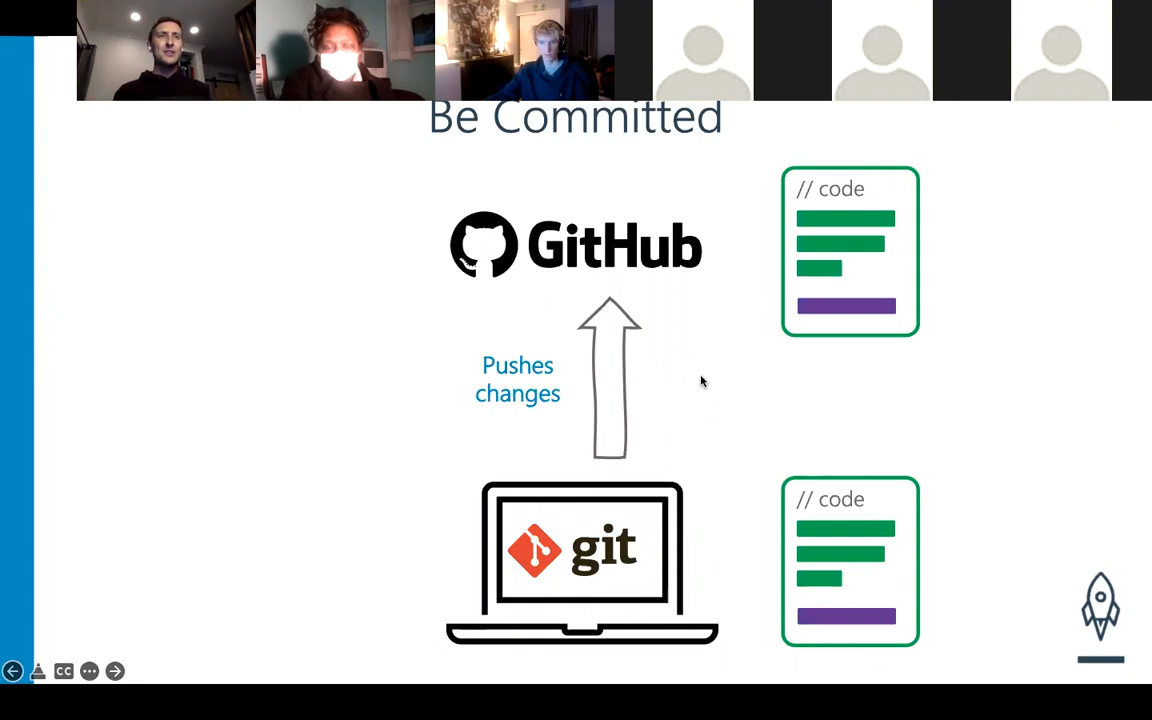 Be Committed
// code
GitHub
Pushes
changes
// code
git
CC